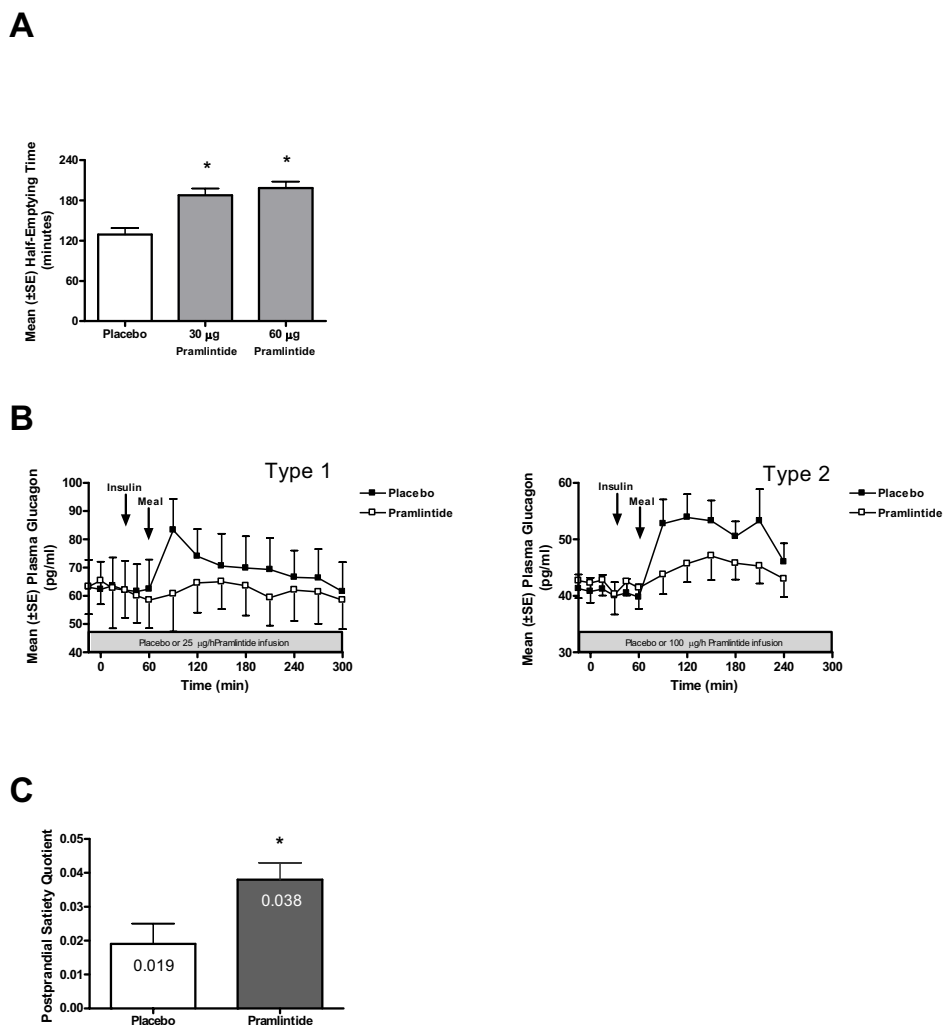 A
Mean (±SE) Half-Emptying Time
(minutes)
240
180
120
60
0
*
*
Placebo
30 µg
Pramlintide
60 µg
Pramlintide
B
Type 1
Mean (±SE) Plasma Glucagon
(pg/ml)
100
90
80
70
60
50
40
Insulin
Meal
Placebo
Pramlintide
Placebo or 25 µg/hPramlintide infusion
0
60
120
180
240
300
Time (min)
Type 2
Mean (±SE) Plasma Glucagon
(pg/ml)
60
50
40
30
Insulin
Meal
Placebo
Pramlintide
Placebo or 100 µg/h Pramlintide infusion
0
60
120
180
240
300
Time (min)
C
Postprandial Satiety Quotient
0.05
0.04
0.03
0.02
0.01
0.00
*
0.019
0.038
Placebo
Pramlintide